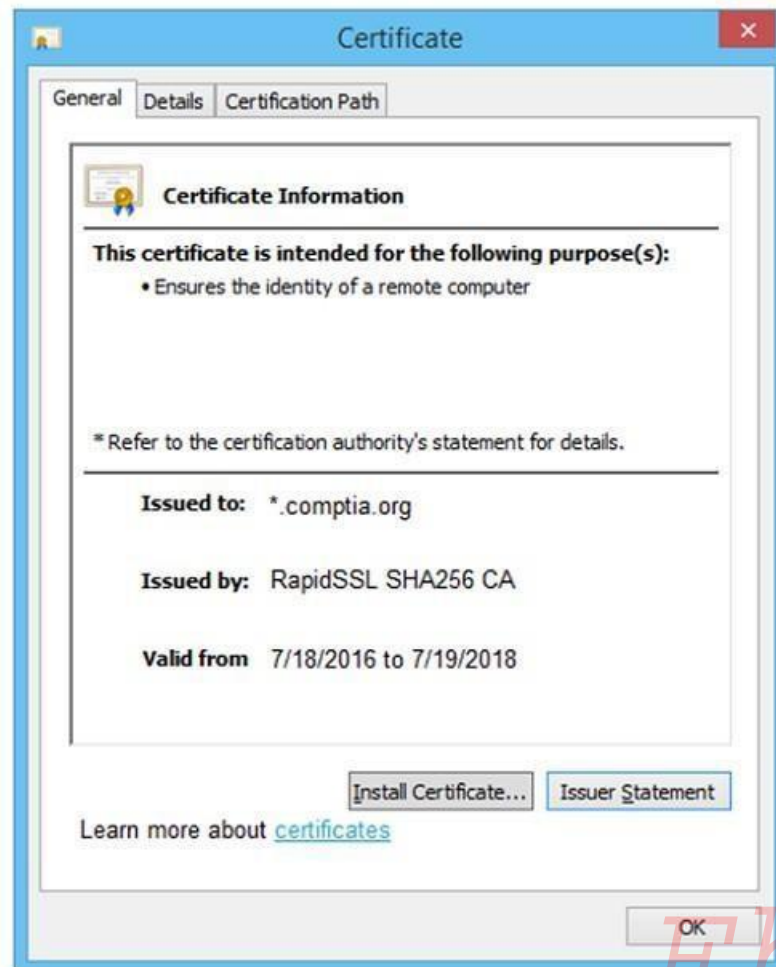 Certificate
General Details Certification Path
Certificate Information
This certificate is intended for the following purpose(s):
• Ensures the identity of a remote computer
* Refer to the certification authority's statement for details.
Issued to: *.comptia.org
Issued by: RapidSSL SHA256 CA
Valid from 7/18/2016 to 7/19/2018
Install Certificate... Issuer Statement
Learn more about certificates
OK